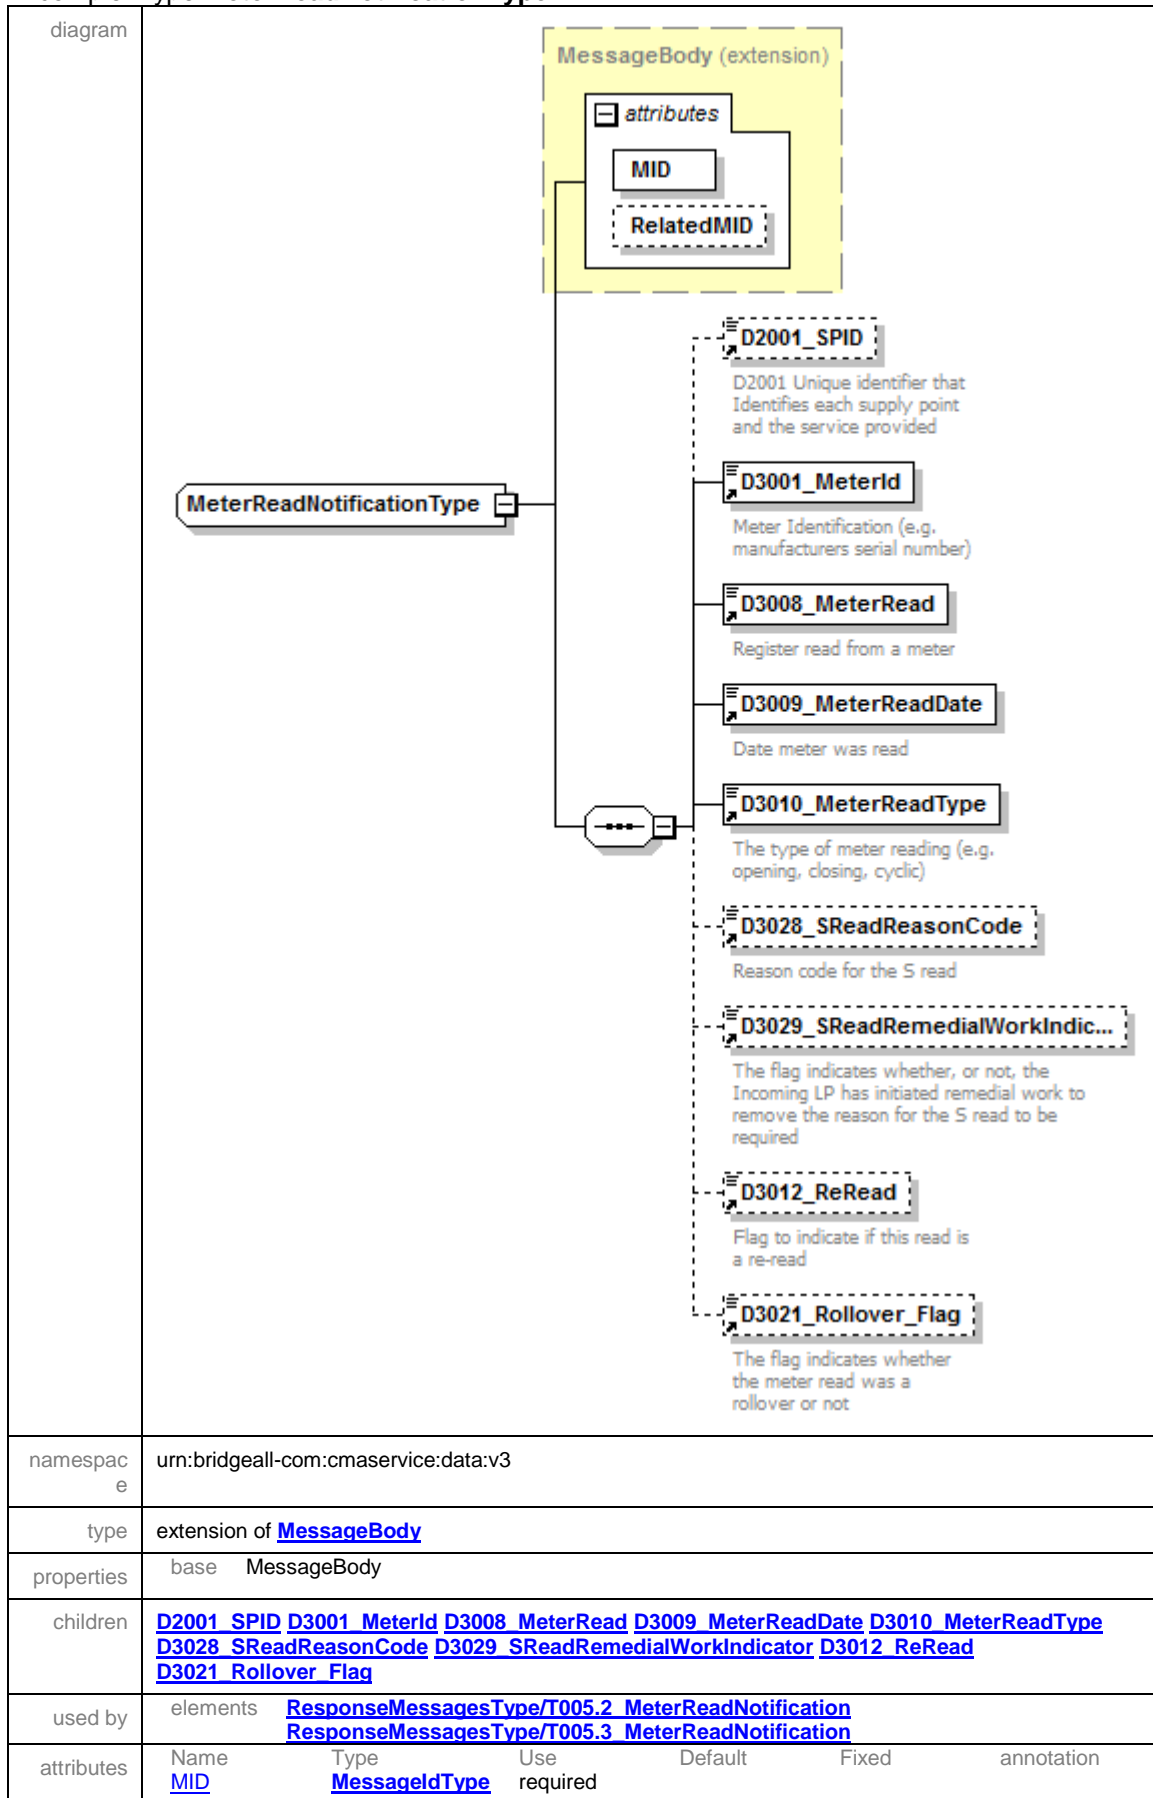 diagram
MessageBody (extension)
attributes
MID
RelatedMID
D2001_SPID
D2001 Unique identifier that
Identifies each supply point
and the service provided
MeterReadNotificationType
D3001_MeterId
Meter Identification (e.g.
manufacturers serial number)
D3008_MeterRead
Register read from a meter
D3009_MeterReadDate
Date meter was read
D3010_MeterReadType
The type of meter reading (e.g.
opening, closing, cyclic)
D3028_SReadReasonCode
Reason code for the S read
D3029_SReadRemedialWorkIndic...
The flag indicates whether, or not, the
Incoming LP has initiated remedial work to
remove the reason for the S read to be
required
D3012_ReRead
Flag to indicate if this read is
a re-read
D3021_Rollover_Flag
The flag indicates whether
the meter read was a
rollover or not
namespac
e
urn:bridgeall-com:cmaservice:data:v3
type extension of MessageBody
properties base MessageBody
children D2001_SPID D3001_MeterId D3008_MeterRead D3009_MeterReadDate D3010_MeterReadType
D3028_SReadReasonCode D3029_SReadRemedialWorkIndicator D3012_ReRead
D3021_Rollover_Flag
used by elements ResponseMessagesType/T005.2_MeterReadNotification
ResponseMessagesType/T005.3_MeterReadNotification
attributes Name Type Use Default Fixed annotation
MID MessageIdType required